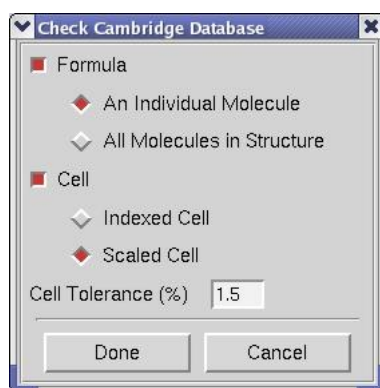 Check Cambridge Database
Formula
An Individual Molecule
All Molecules in Structure
Cell
Indexed Cell
Scaled Cell
Cell Tolerance (%) 1.5
Done Cancel